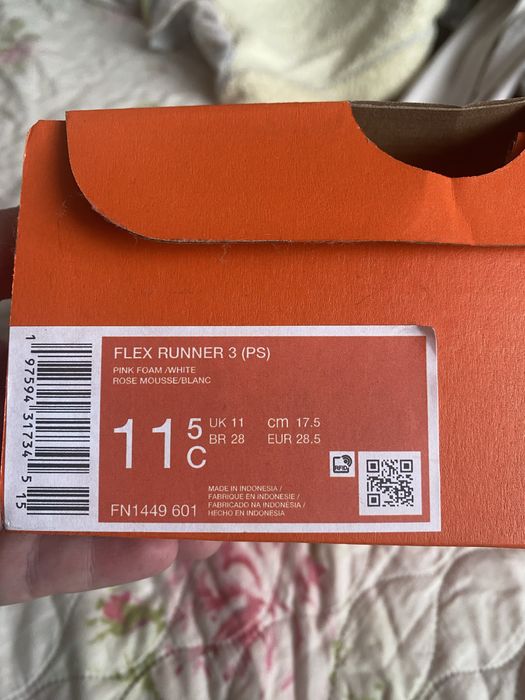 FLEX RUNNER 3 (PS)
PINK FOAM /WHITE
ROSE MOUSSE/BLANC
11 5 C
UK 11 cm 17.5
BR 28 EUR 28.5
RFID
MADE IN INDONESIA /
FABRIQUE EN INDONESIE /
FABRICADO NA INDONÉSIA /
HECHO EN INDONESIA
FN1449 601
1 97594 31734 5 15